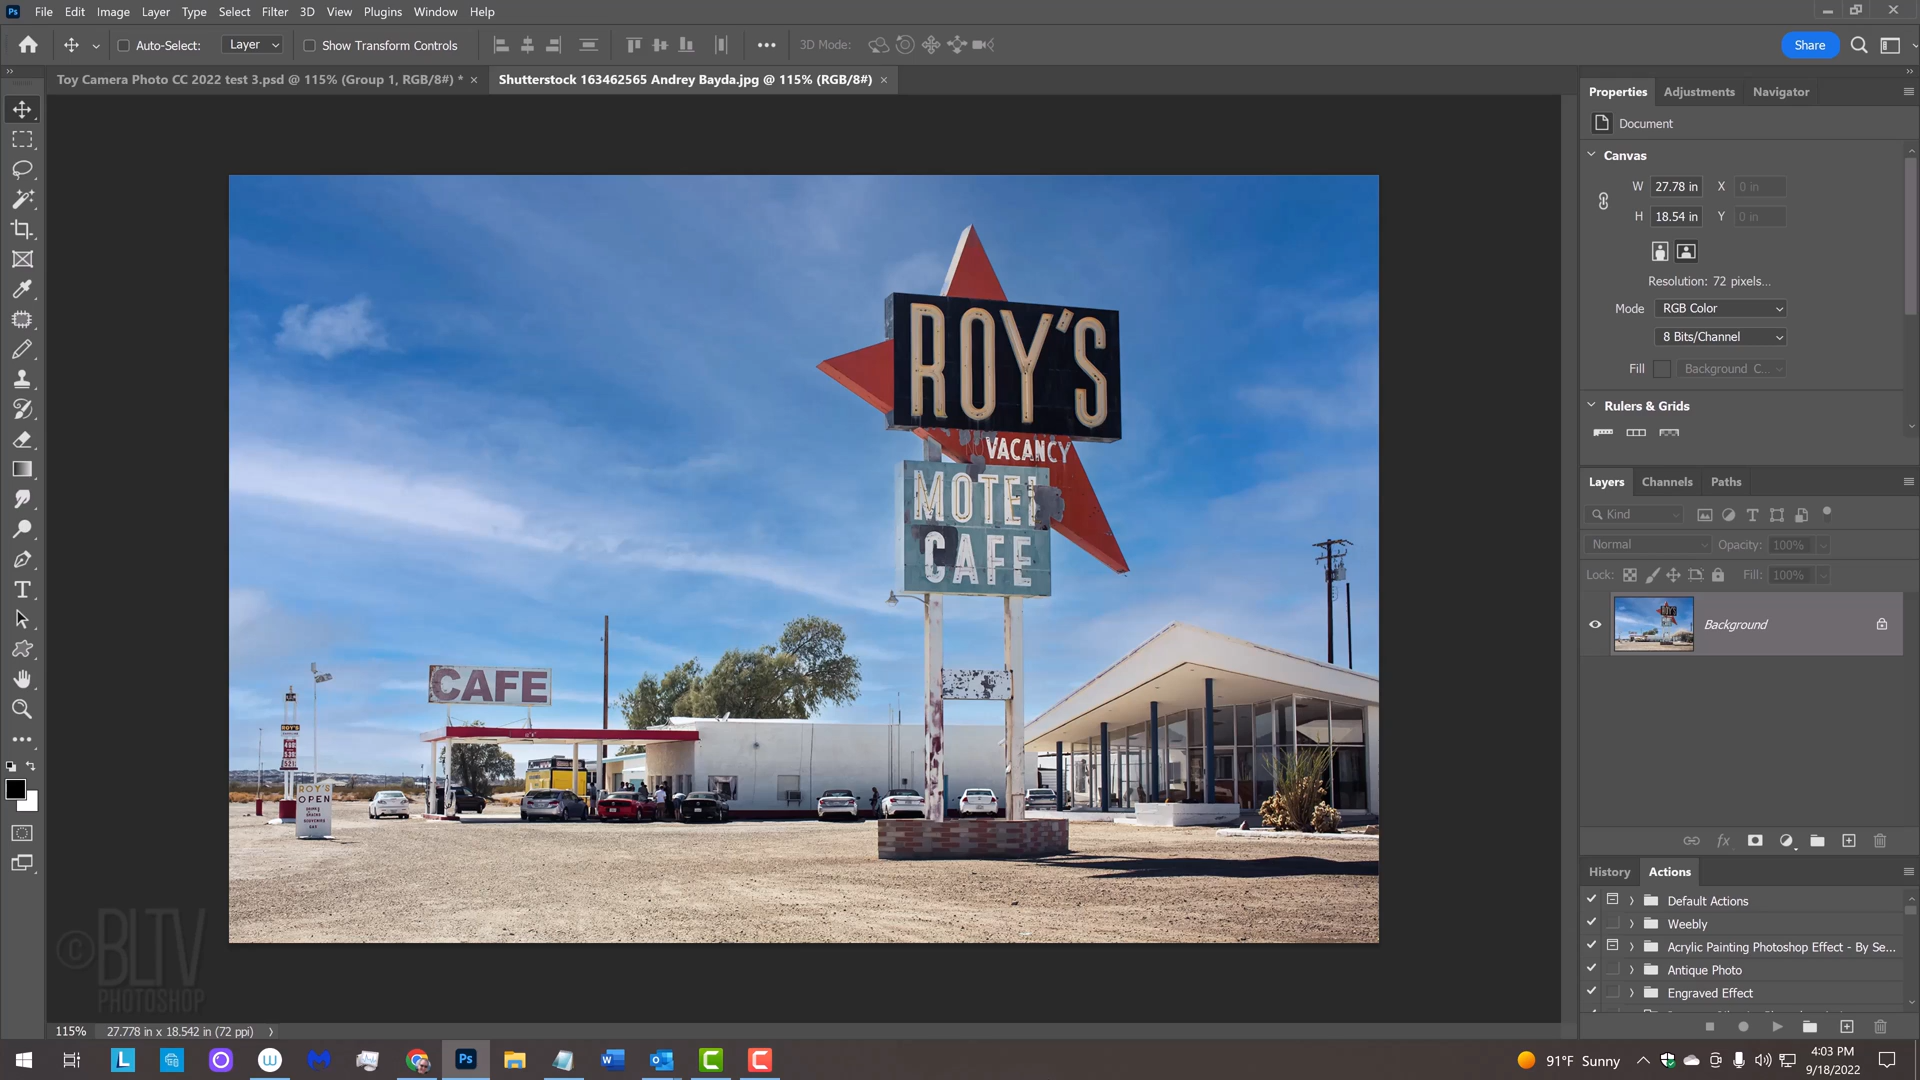 Ps File Edit Image Layer Type Select Filter 3D View Plugins Window Help
Auto-Select: Layer Show Transform Controls 3D Mode: Share
Toy Camera Photo CC 2022 test 3.psd @ 115% (Group 1, RGB/8#) * × Shutterstock 163462565 Andrey Bayda.jpg @ 115% (RGB/8#) ×
Properties Adjustments Navigator
Document
Canvas
W 27.78 in X 0 in
H 18.54 in Y 0 in
Resolution: 72 pixels...
Mode RGB Color
8 Bits/Channel
Fill Background C...
Rulers & Grids
Layers Channels Paths
Kind
Normal Opacity: 100%
Lock: Fill: 100%
Background
History Actions
Default Actions
Weebly
Acrylic Painting Photoshop Effect - By Se...
Antique Photo
Engraved Effect
ROY'S
VACANCY
MOTEL
CAFE
CAFE
ROY'S
ROY'S
OPEN
© BLTV
PHOTOSHOP
115% 27.778 in x 18.542 in (72 ppi)
91°F Sunny
4:03 PM
9/18/2022